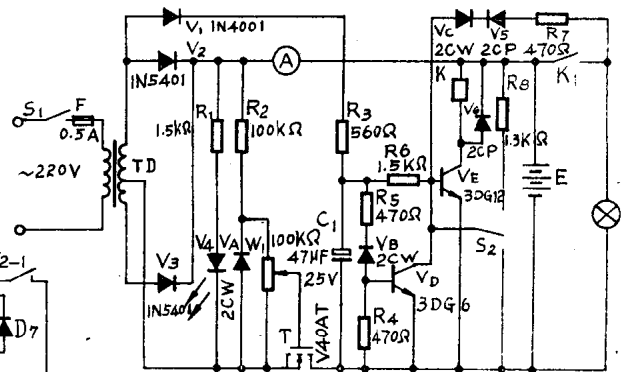 V1 1N4001
V2
1N5401
A
S1
F
0.5A
~220V
TD
V3
1N5401
R1
1.5kΩ
R2
100kΩ
R3
560Ω
V4
VA
2CW
W1
100kΩ
47μF
25V
C1
T
V40AT
R5
470Ω
R6
1.5KΩ
VB
2CW
VD
3DG6
R4
470Ω
VC
2CW
V5
2CP
R7
470Ω
K
2CP
R8
1.3KΩ
K1
VE
3DG12
E
S2
2-1
D7